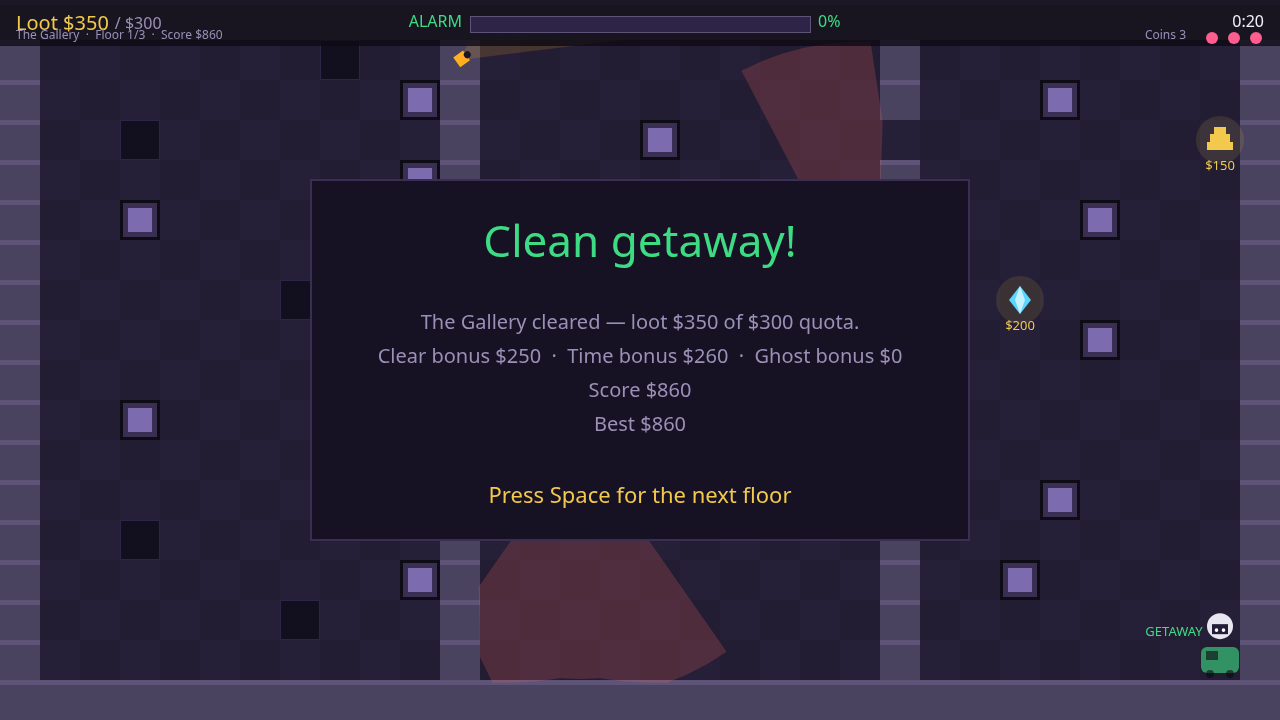 Loot $350 / $300
ALARM
0%
0:20
The Gallery · Floor 1/3 · Score $860
Coins 3
$150
Clean getaway!
The Gallery cleared — loot $350 of $300 quota.
$200
Clear bonus $250 · Time bonus $260 · Ghost bonus $0
Score $860
Best $860
Press Space for the next floor
GETAWAY